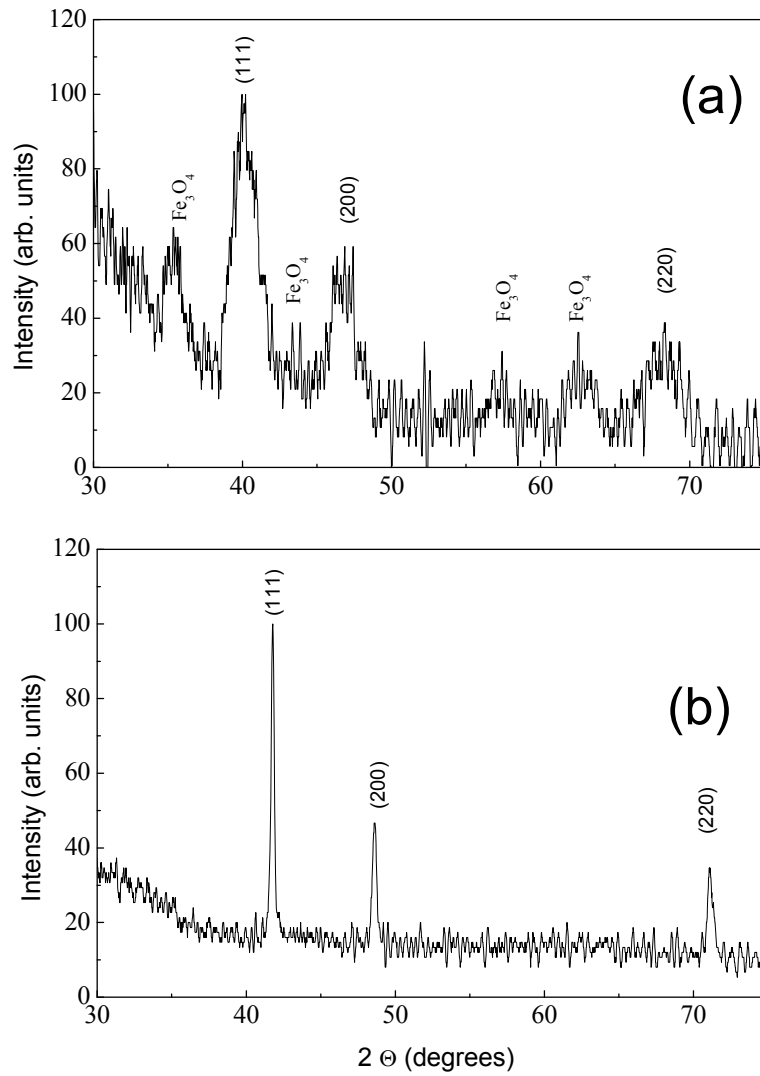 120
100
80
60
40
20
0
Intensity (arb. units)
(a)
Fe₃O₄
(111)
Fe₃O₄
(200)
Fe₃O₄
Fe₃O₄
(220)
30 40 50 60 70
120
100
80
60
40
20
0
Intensity (arb. units)
(b)
(111)
(200)
(220)
30 40 50 60 70
2 Θ (degrees)